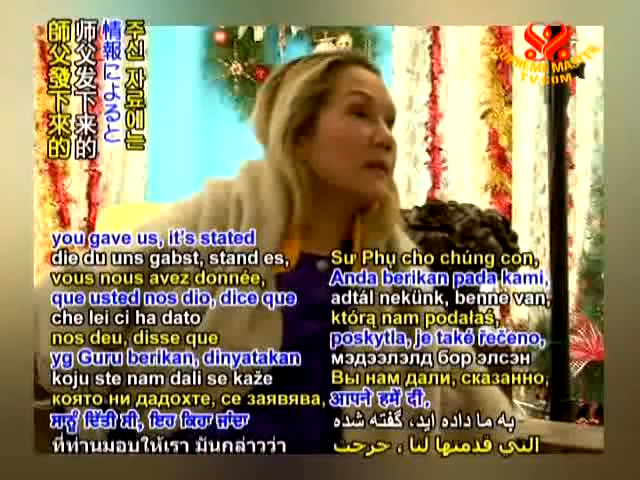 주신 자료에는
情報によると
师父发下来的
師父發下來的
SUPREME MASTER
TV.COM
you gave us, it's stated
die du uns gabst, stand es,
vous nous avez donnée,
que usted nos dio, dice que
che lei ci ha dato
nos deu, disse que
yg Guru berikan, dinyatakan
koju ste nam dali se kaže
която ни дадохте, се заявява,
ਸਾਨੂੰ ਦਿੱਤੀ ਸੀ, ਇਹ ਕਿਹਾ ਜਾਂਦਾ
ที่ท่านมอบให้เรา มันกล่าวว่า
Sư Phụ cho chúng con,
Anda berikan pada kami,
adtál nekünk, benne van,
którą nam podałaś,
poskytla, je také řečeno,
мэдээлэлд бор элсэн
Вы нам дали, сказанно,
आपने हमें दी,
به ما داده اید، گفته شده
التي قدمتها لنا ، خرجت